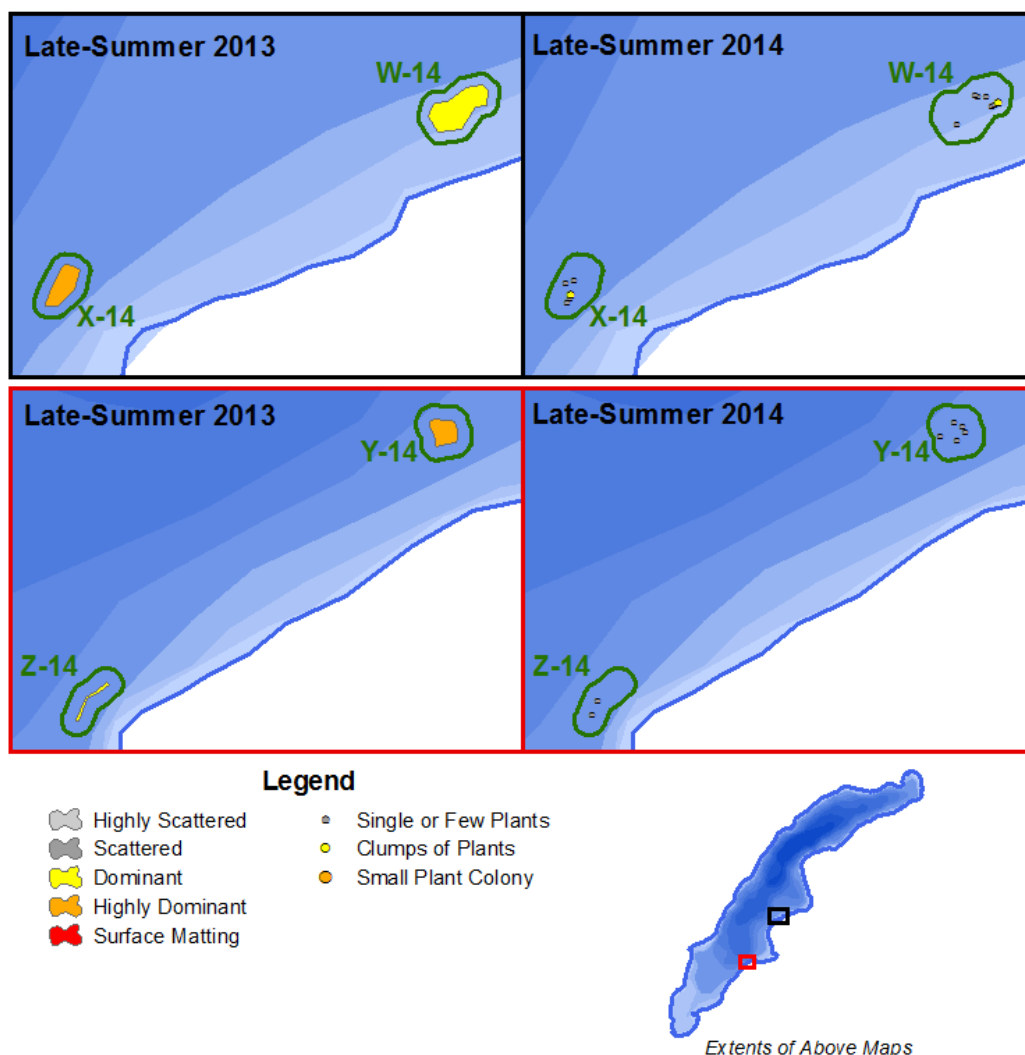 Late-Summer 2013
W-14
X-14
Late-Summer 2014
W-14
X-14
Late-Summer 2013
Y-14
Z-14
Late-Summer 2014
Y-14
Z-14
Legend
Highly Scattered
Scattered
Dominant
Highly Dominant
Surface Matting
Single or Few Plants
Clumps of Plants
Small Plant Colony
Extents of Above Maps